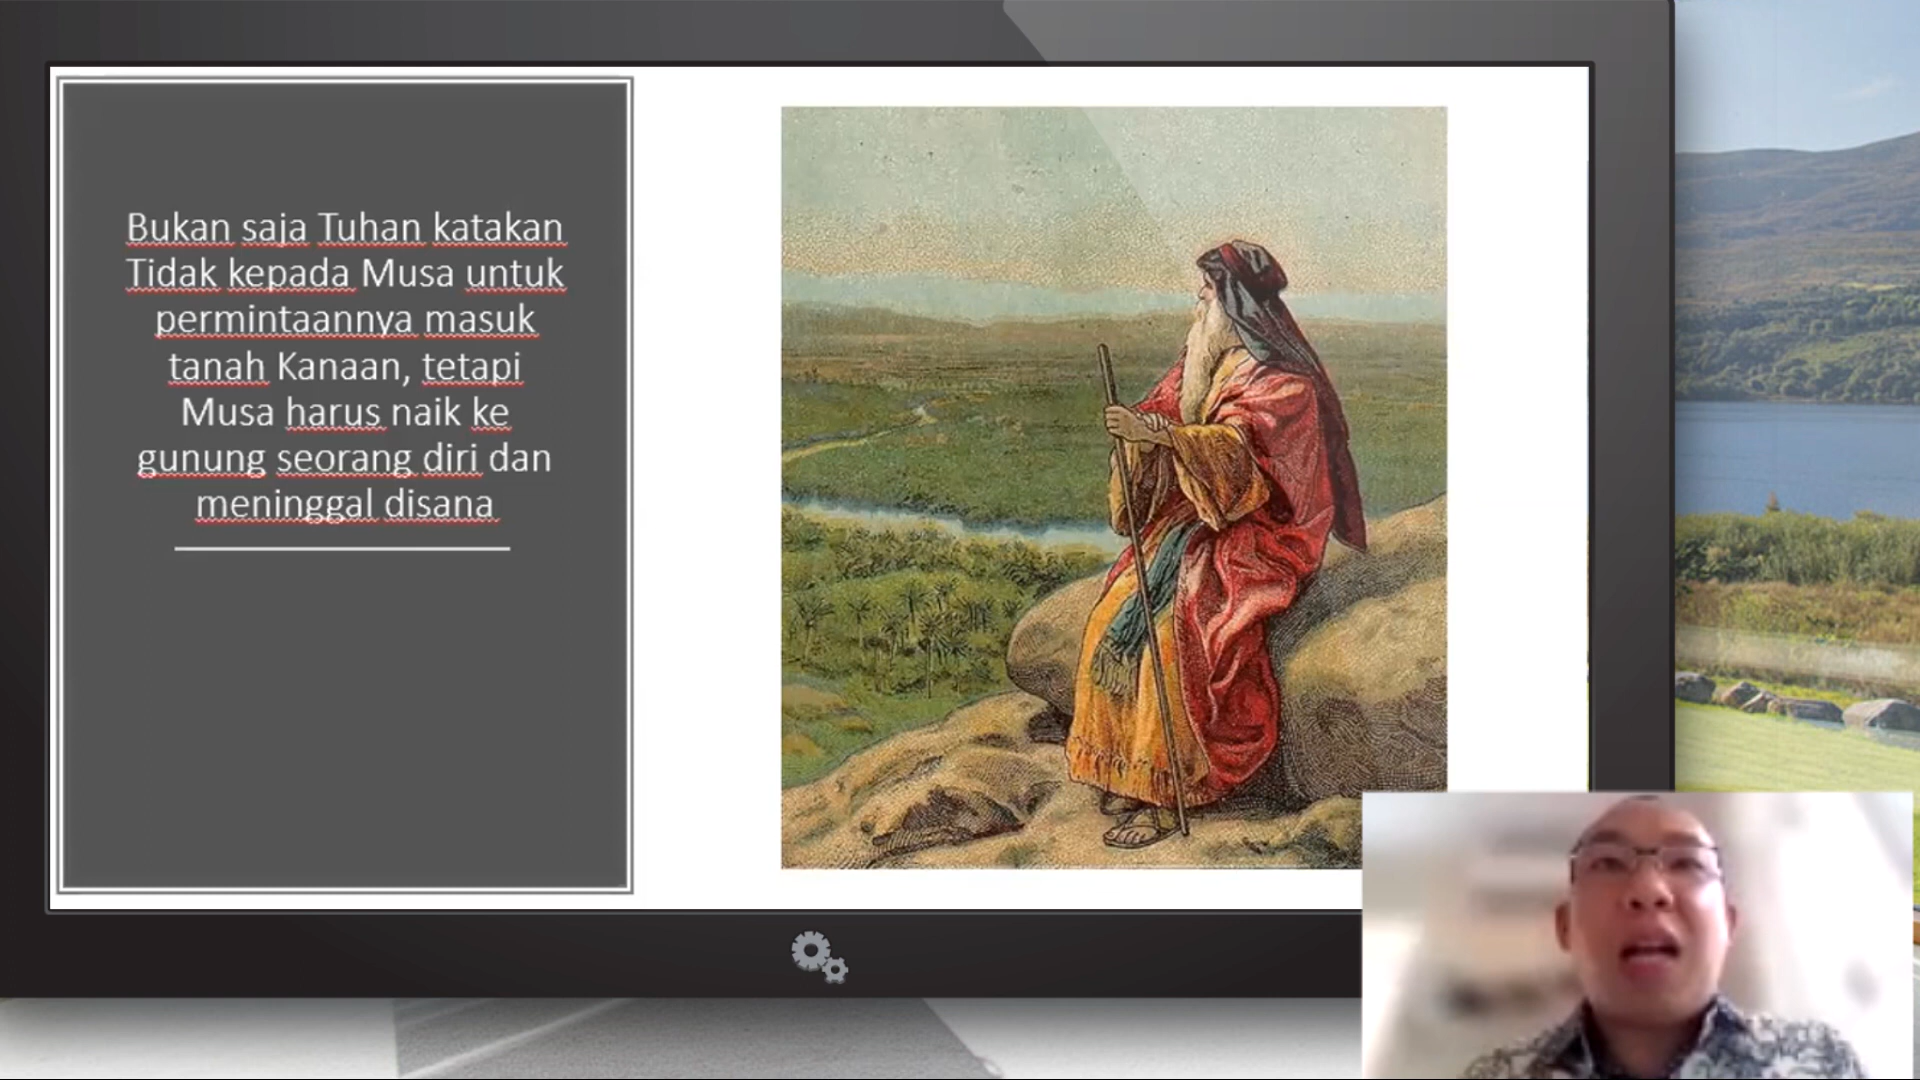 Bukan saja Tuhan katakan
Tidak kepada Musa untuk
permintaannya masuk
tanah Kanaan, tetapi
Musa harus naik ke
gunung seorang diri dan
meninggal disana